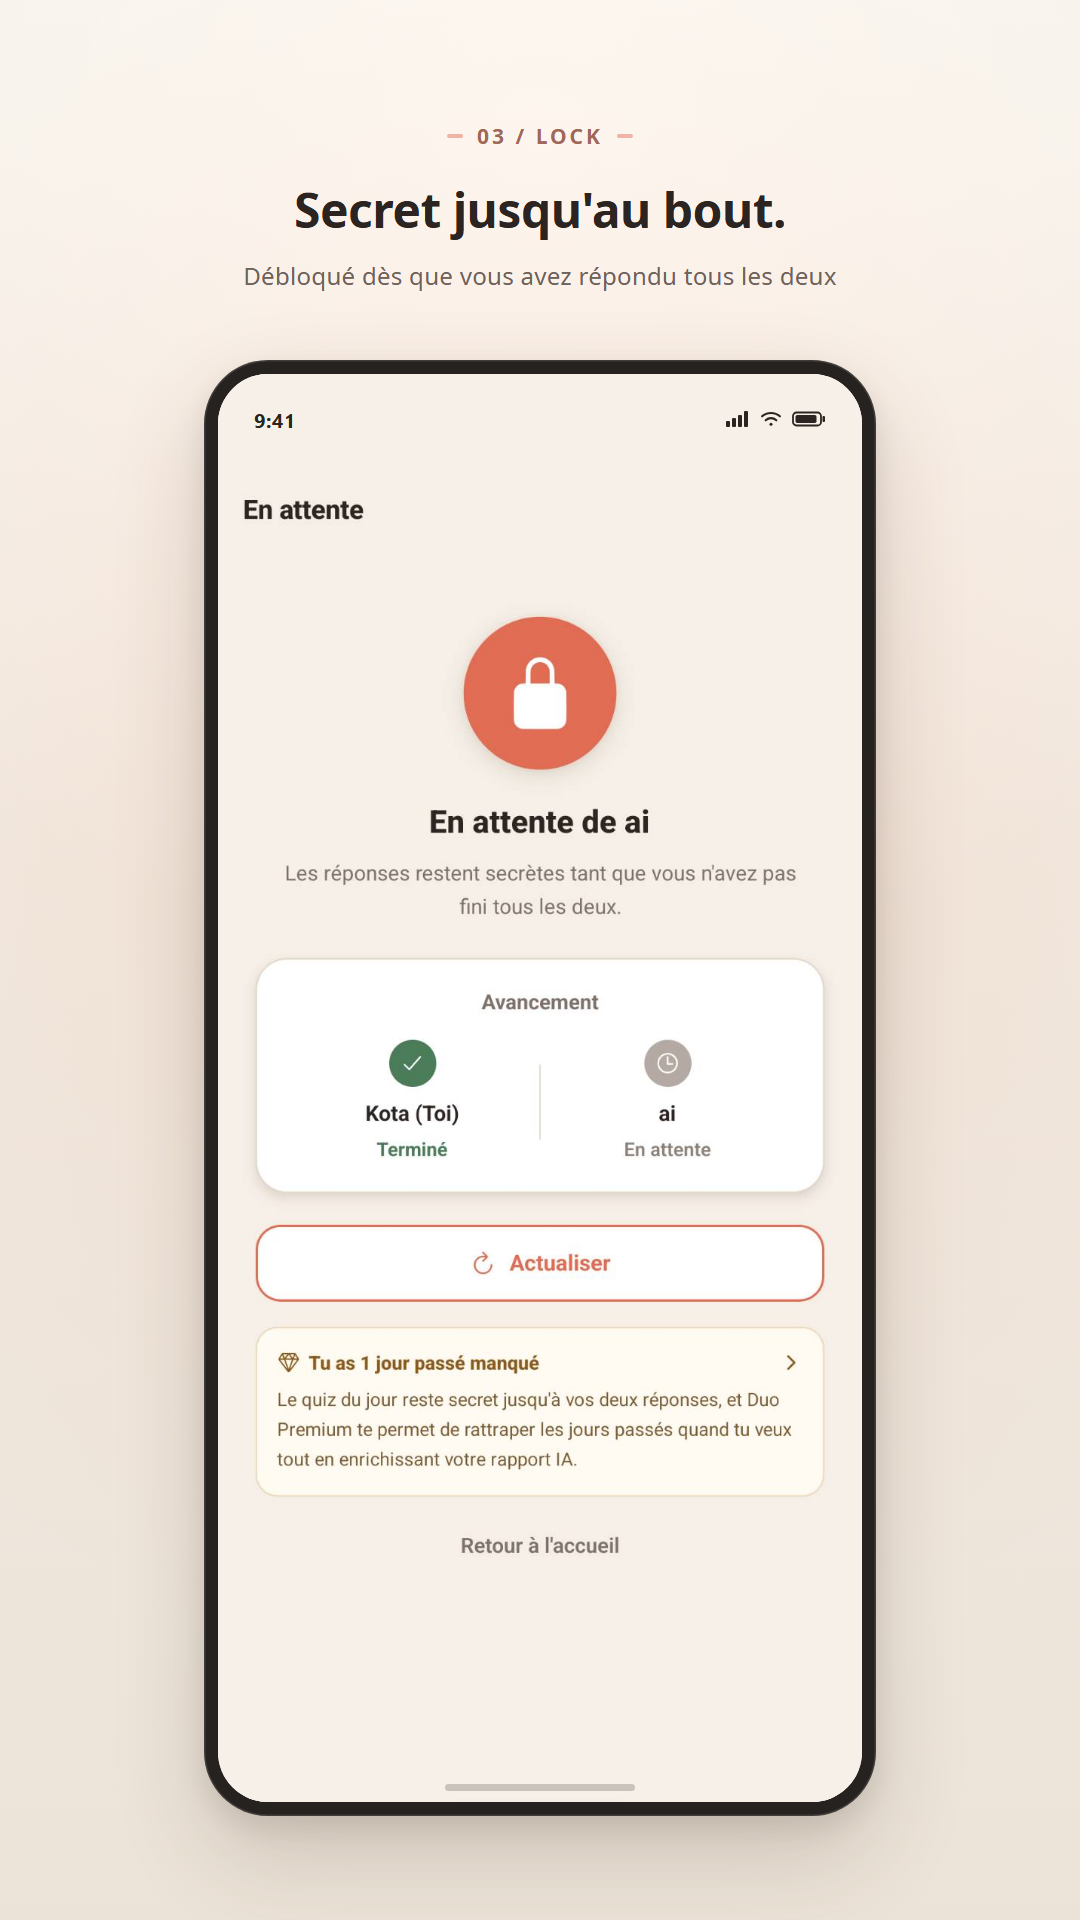 03 / LOCK
Secret jusqu'au bout.
Débloqué dès que vous avez répondu tous les deux
9:41
En attente
En attente de ai
Les réponses restent secrètes tant que vous n'avez pas
fini tous les deux.
Avancement
Kota (Toi)
Terminé
ai
En attente
Actualiser
Tu as 1 jour passé manqué
Le quiz du jour reste secret jusqu'à vos deux réponses, et Duo
Premium te permet de rattraper les jours passés quand tu veux
tout en enrichissant votre rapport IA.
Retour à l'accueil